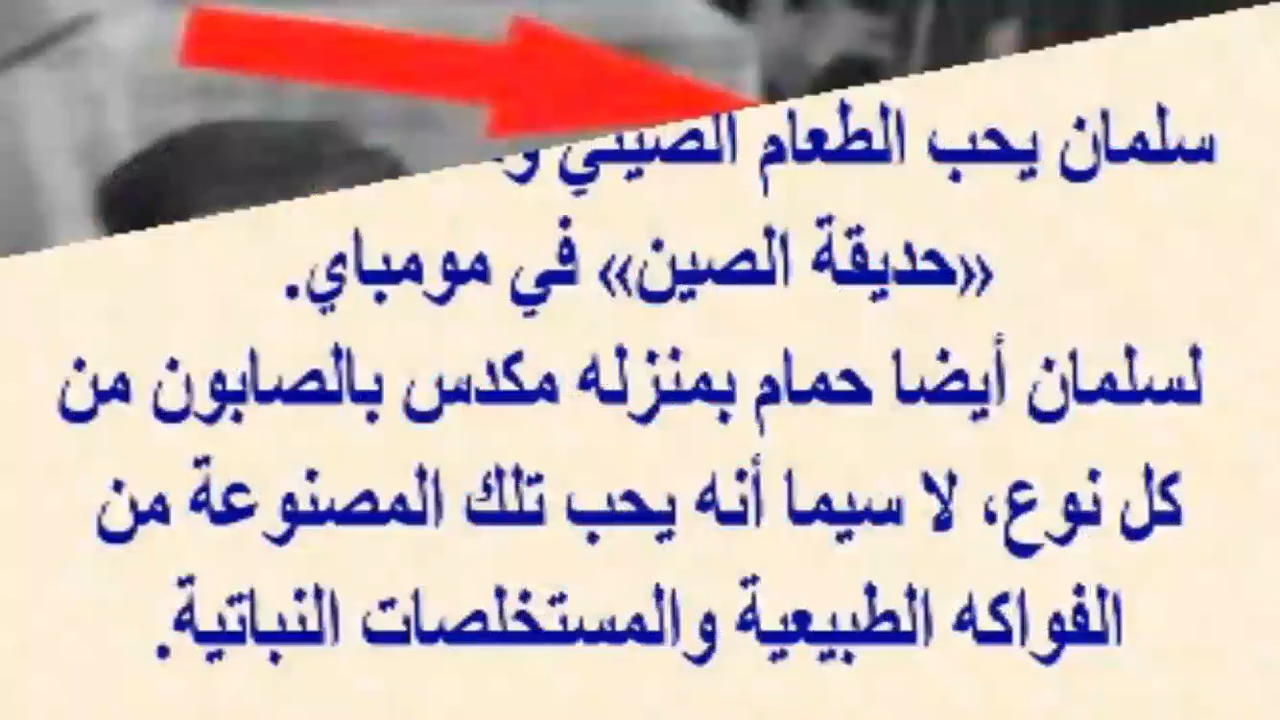 سلمان يحب الطعام الصيني
«حديقة الصين» في مومباي.
لسلمان أيضا حمام بمنزله مكدس بالصابون من
كل نوع، لا سيما أنه يحب تلك المصنوعة من
الفواكه الطبيعية والمستخلصات النباتية.